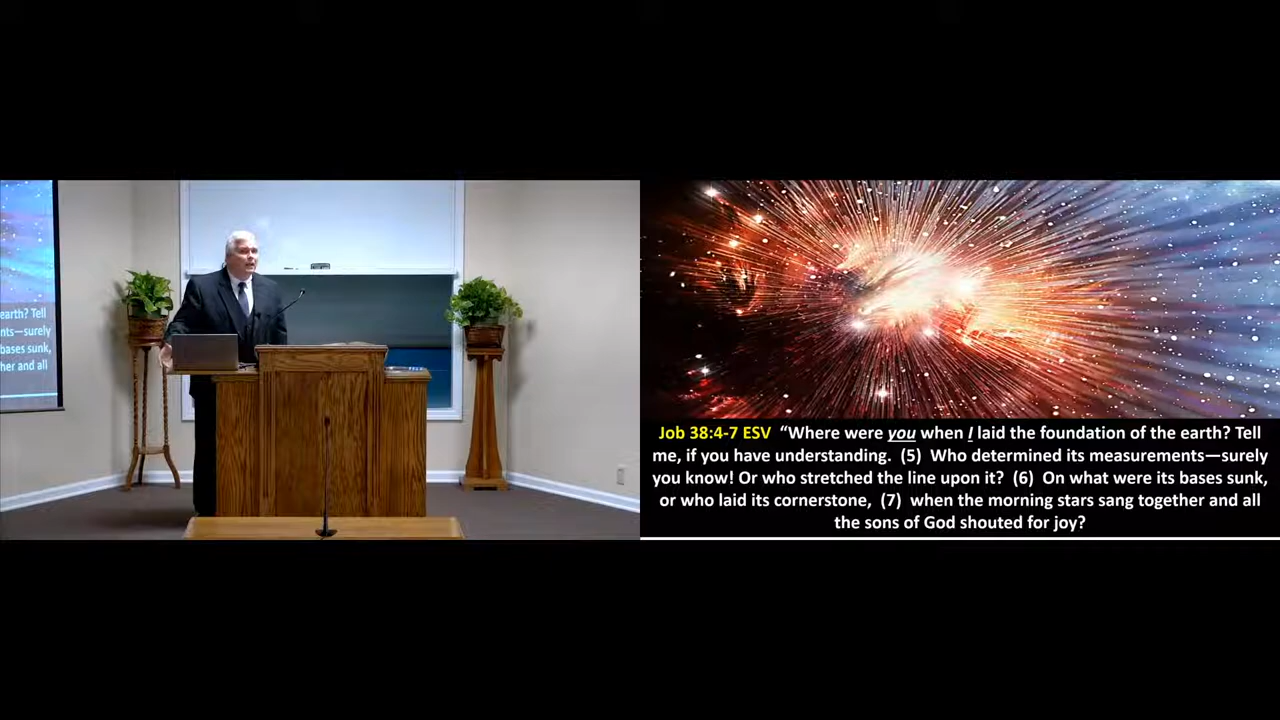 earth? Tell
nts—surely
bases sunk,
her and all
Job 38:4-7 ESV “Where were you when I laid the foundation of the earth? Tell
me, if you have understanding. (5) Who determined its measurements—surely
you know! Or who stretched the line upon it? (6) On what were its bases sunk,
or who laid its cornerstone, (7) when the morning stars sang together and all
the sons of God shouted for joy?